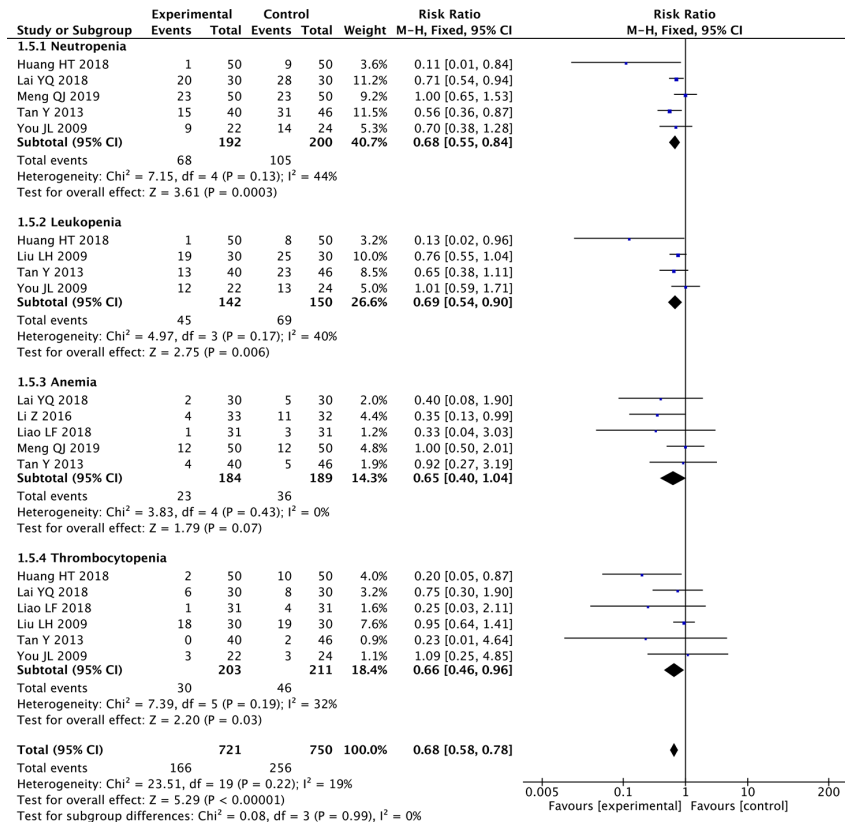 Experimental Control Risk Ratio Risk Ratio
Study or Subgroup Events Total Events Total Weight M-H, Fixed, 95% CI M-H, Fixed, 95% CI
1.5.1 Neutropenia
Huang HT 2018 1 50 9 50 3.6% 0.11 [0.01, 0.84]
Lai YQ 2018 20 30 28 30 11.2% 0.71 [0.54, 0.94]
Meng QJ 2019 23 50 23 50 9.2% 1.00 [0.65, 1.53]
Tan Y 2013 15 40 31 46 11.5% 0.56 [0.36, 0.87]
You JL 2009 9 22 14 24 5.3% 0.70 [0.38, 1.28]
Subtotal (95% CI) 192 200 40.7% 0.68 [0.55, 0.84]
Total events 68 105
Heterogeneity: Chi² = 7.15, df = 4 (P = 0.13); I² = 44%
Test for overall effect: Z = 3.61 (P = 0.0003)
1.5.2 Leukopenia
Huang HT 2018 1 50 8 50 3.2% 0.13 [0.02, 0.96]
Liu LH 2009 19 30 25 30 10.0% 0.76 [0.55, 1.04]
Tan Y 2013 13 40 23 46 8.5% 0.65 [0.38, 1.11]
You JL 2009 12 22 13 24 5.0% 1.01 [0.59, 1.71]
Subtotal (95% CI) 142 150 26.6% 0.69 [0.54, 0.90]
Total events 45 69
Heterogeneity: Chi² = 4.97, df = 3 (P = 0.17); I² = 40%
Test for overall effect: Z = 2.75 (P = 0.006)
1.5.3 Anemia
Lai YQ 2018 2 30 5 30 2.0% 0.40 [0.08, 1.90]
Li Z 2016 4 33 11 32 4.4% 0.35 [0.13, 0.99]
Liao LF 2018 1 31 3 31 1.2% 0.33 [0.04, 3.03]
Meng QJ 2019 12 50 12 50 4.8% 1.00 [0.50, 2.01]
Tan Y 2013 4 40 5 46 1.9% 0.92 [0.27, 3.19]
Subtotal (95% CI) 184 189 14.3% 0.65 [0.40, 1.04]
Total events 23 36
Heterogeneity: Chi² = 3.83, df = 4 (P = 0.43); I² = 0%
Test for overall effect: Z = 1.79 (P = 0.07)
1.5.4 Thrombocytopenia
Huang HT 2018 2 50 10 50 4.0% 0.20 [0.05, 0.87]
Lai YQ 2018 6 30 8 30 3.2% 0.75 [0.30, 1.90]
Liao LF 2018 1 31 4 31 1.6% 0.25 [0.03, 2.11]
Liu LH 2009 18 30 19 30 7.6% 0.95 [0.64, 1.41]
Tan Y 2013 0 40 2 46 0.9% 0.23 [0.01, 4.64]
You JL 2009 3 22 3 24 1.1% 1.09 [0.25, 4.85]
Subtotal (95% CI) 203 211 18.4% 0.66 [0.46, 0.96]
Total events 30 46
Heterogeneity: Chi² = 7.39, df = 5 (P = 0.19); I² = 32%
Test for overall effect: Z = 2.20 (P = 0.03)
Total (95% CI) 721 750 100.0% 0.68 [0.58, 0.78]
Total events 166 256
Heterogeneity: Chi² = 23.51, df = 19 (P = 0.22); I² = 19%
Test for overall effect: Z = 5.29 (P < 0.00001)
Test for subgroup differences: Chi² = 0.08, df = 3 (P = 0.99), I² = 0%
0.005 0.1 1 10 200
Favours [experimental] Favours [control]